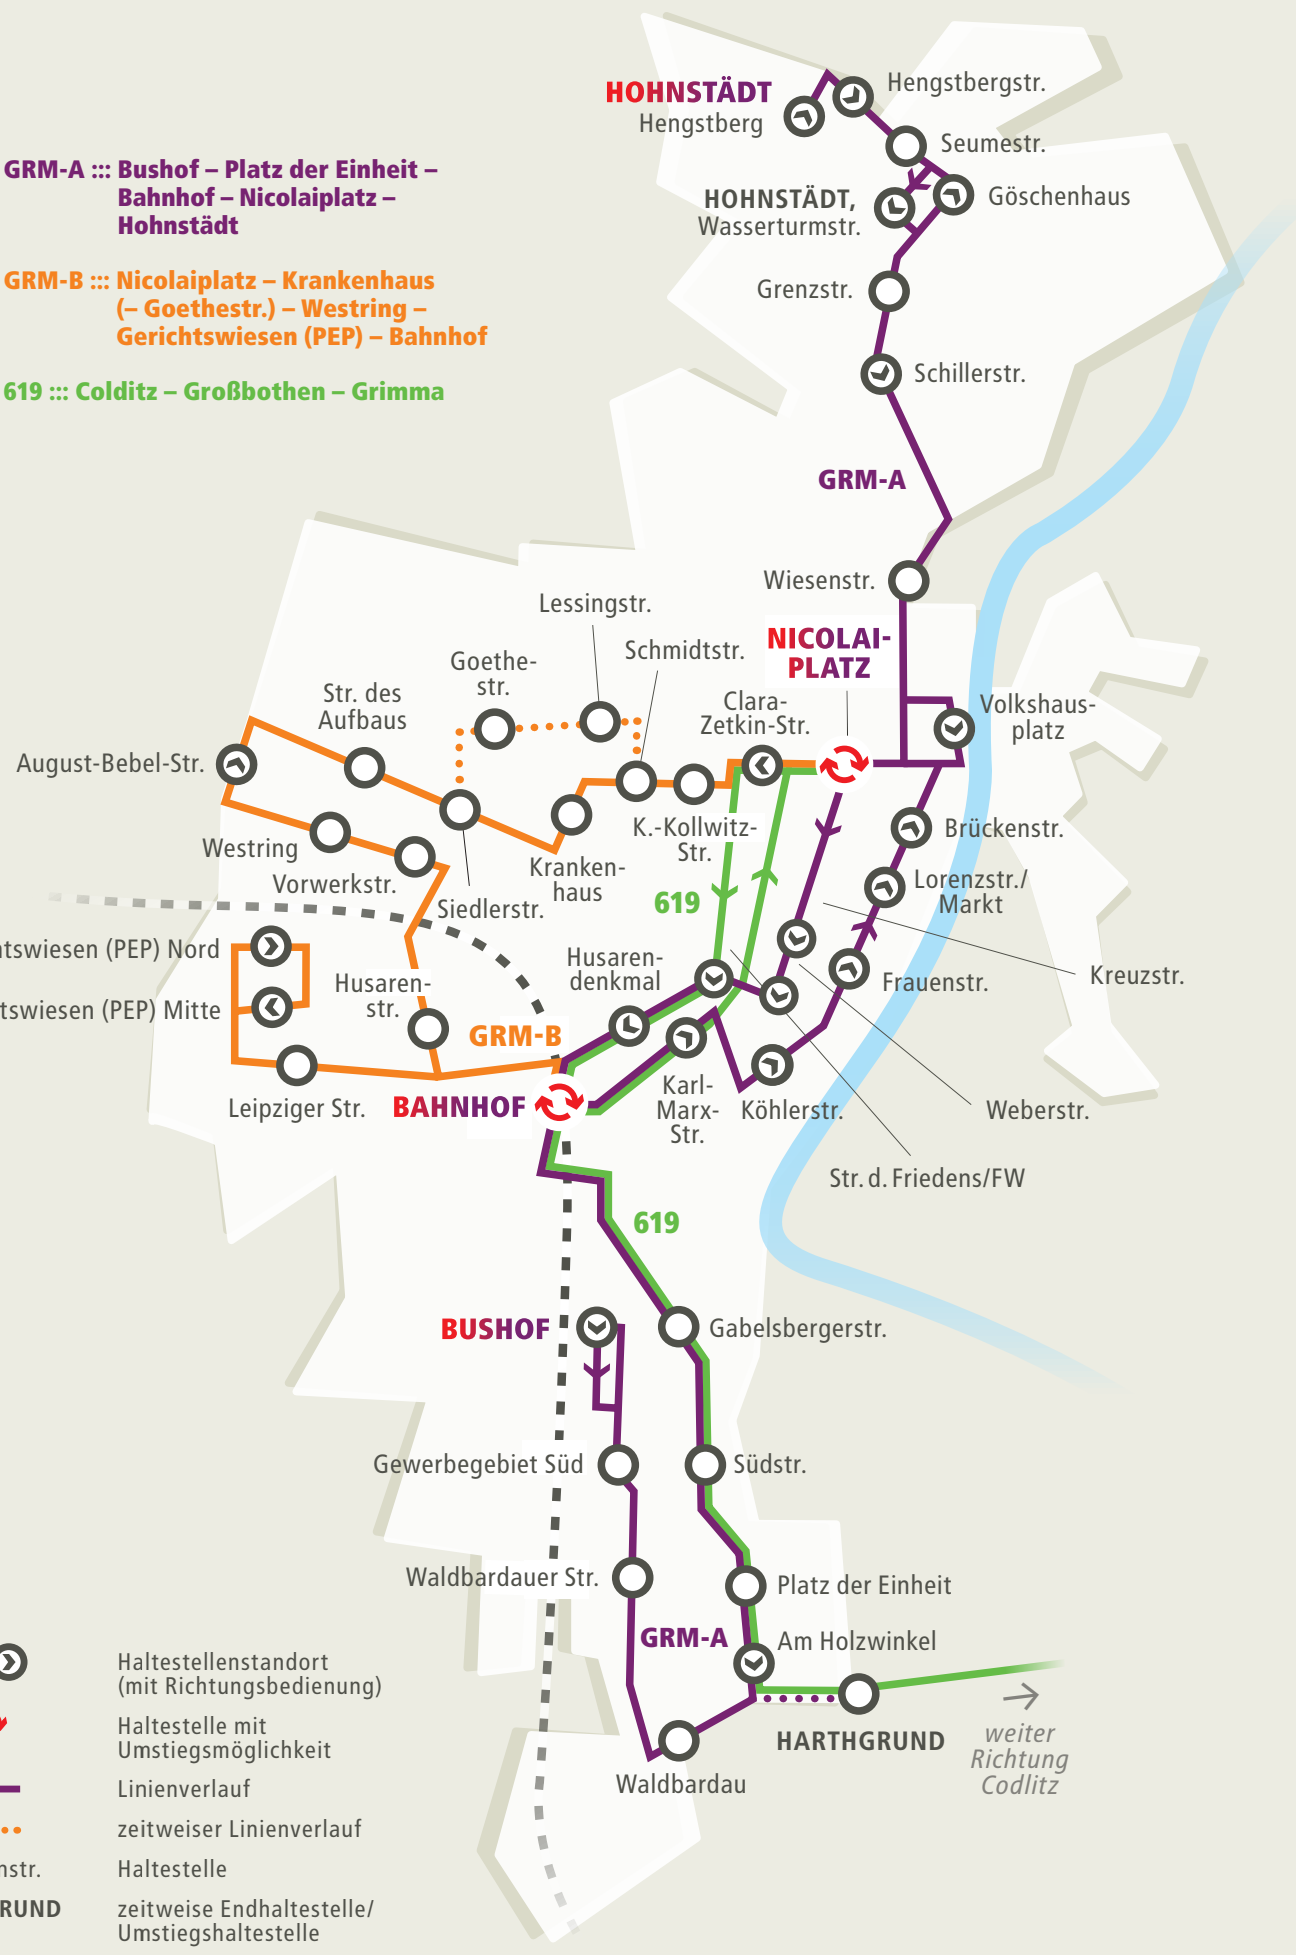 HOHNSTÄDT
Hengstberg
Hengstbergstr.
Seumestr.
Göschenhaus
HOHNSTÄDT,
Wasserturmstr.
GRM-A ::: Bushof – Platz der Einheit –
Bahnhof – Nicolaiplatz –
Hohnstädt
GRM-B ::: Nicolaiplatz – Krankenhaus
(– Goethestr.) – Westring –
Gerichtswiesen (PEP) – Bahnhof
619 ::: Colditz – Großbothen – Grimma
Grenzstr.
Schillerstr.
GRM-A
Wiesenstr.
Lessingstr.
Schmidtstr.
NICOLAI-
PLATZ
Goethe-
str.
Str. des
Aufbaus
Clara-
Zetkin-Str.
Volkshaus-
platz
August-Bebel-Str.
Westring
Vorwerkstr.
Siedlerstr.
Kranken-
haus
K.-Kollwitz-
Str.
Brückenstr.
Lorenzstr./
Markt
619
htswiesen (PEP) Nord
tswiesen (PEP) Mitte
Husaren-
str.
Husaren-
denkmal
Frauenstr.
Kreuzstr.
GRM-B
Leipziger Str.
BAHNHOF
Karl-
Marx-
Str.
Köhlerstr.
Weberstr.
Str. d. Friedens/FW
619
BUSHOF
Gabelsbergerstr.
Gewerbegebiet Süd
Südstr.
Waldbardauer Str.
Platz der Einheit
GRM-A
Am Holzwinkel
HARTHGRUND
weiter
Richtung
Codlitz
Waldbardau
Haltestellenstandort
(mit Richtungsbedienung)
Haltestelle mit
Umstiegsmöglichkeit
Linienverlauf
zeitweiser Linienverlauf
nstr.
Haltestelle
RUND
zeitweise Endhaltestelle/
Umstiegshaltestelle